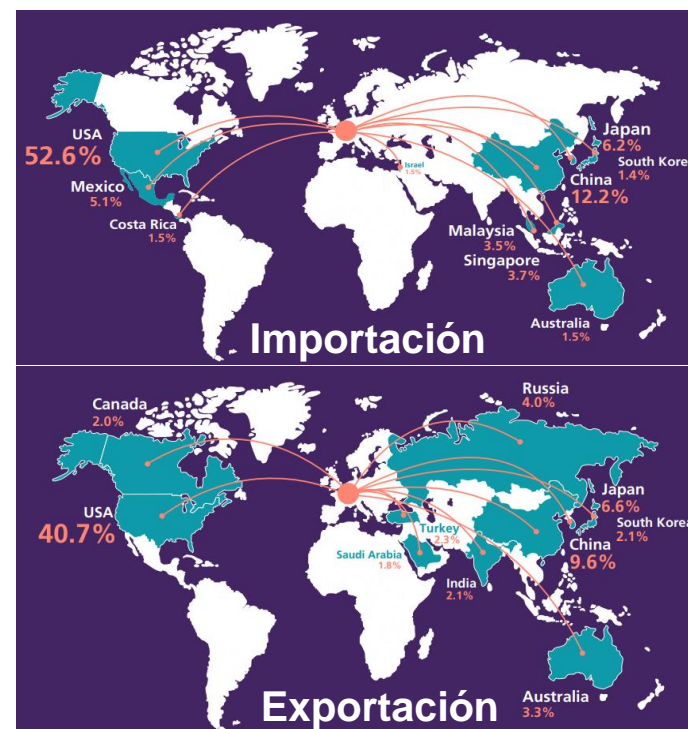 USA
52.6%
Mexico
5.1%
Costa Rica
1.5%
Israel
1.5%
Japan
6.2%
South Kore
1.4%
China
12.2%
Malaysia
3.5%
Singapore
3.7%
Australia
1.5%
Importación
Canada
2.0%
Russia
4.0%
USA
40.7%
Turkey
2.3%
Saudi Arabia
1.8%
India
2.1%
Japan
6.6%
South Korea
2.1%
China
9.6%
Australia
3.3%
Exportación